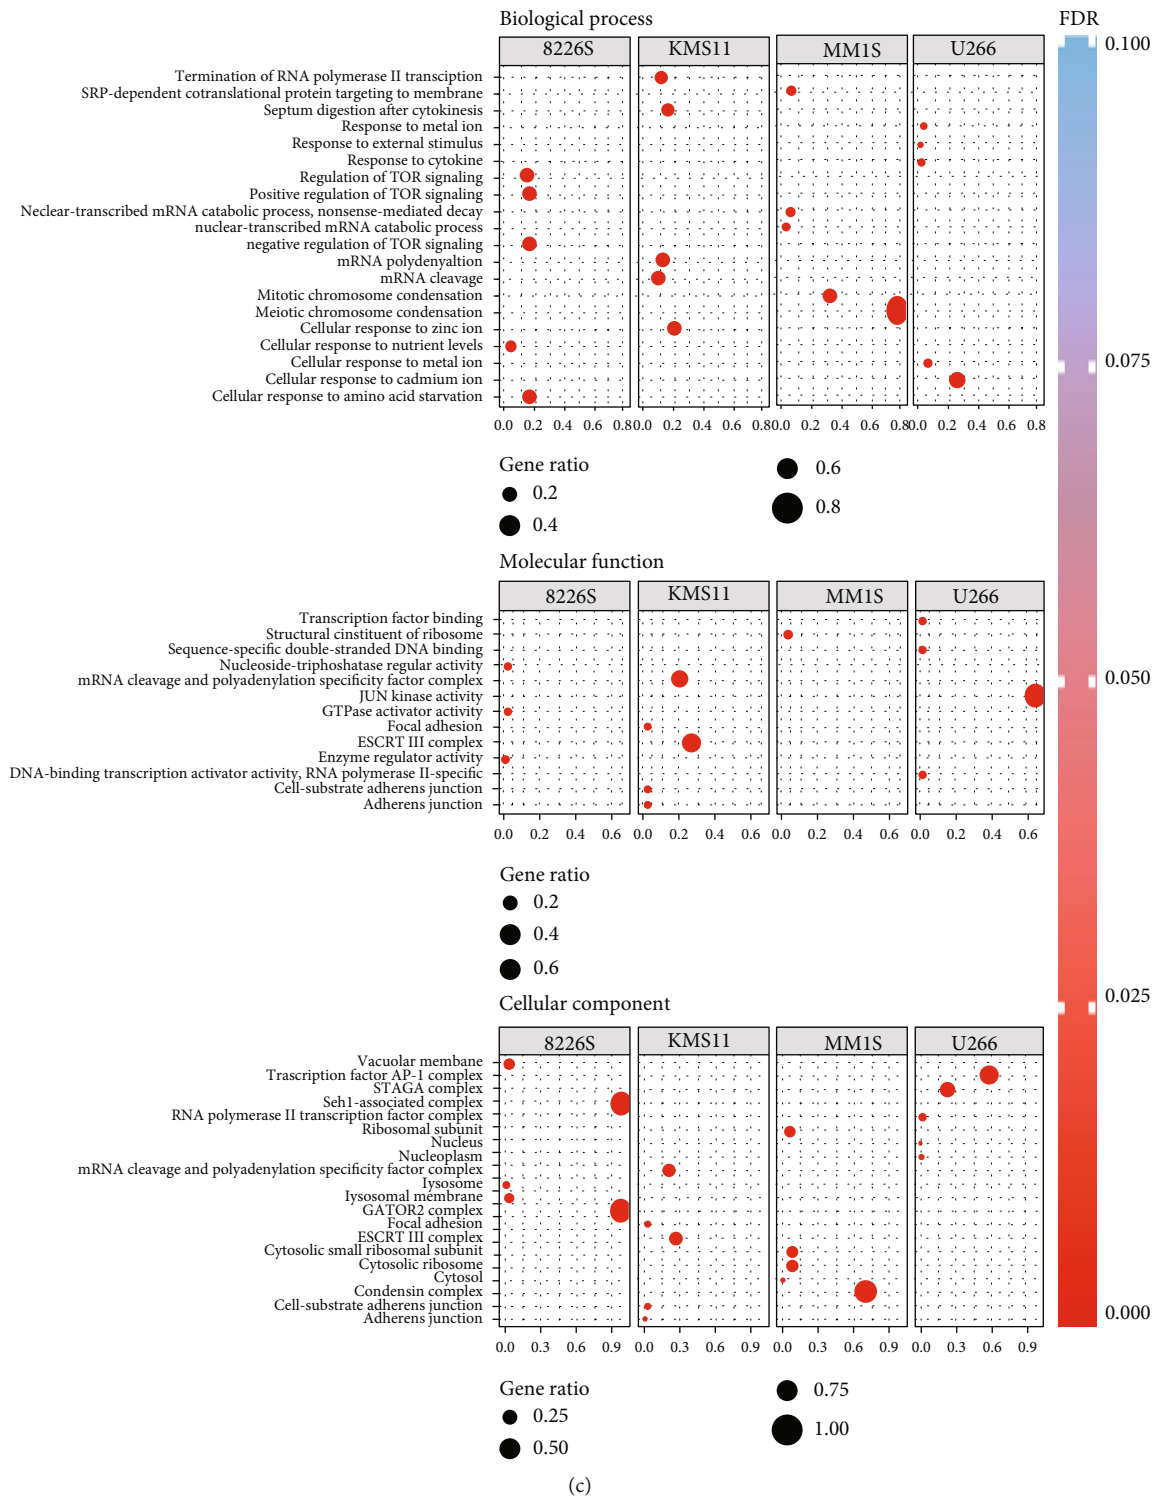 Biological process
FDR
8226S KMS11 MM1S U266
Termination of RNA polymerase II transciption
SRP-dependent cotranslational protein targeting to membrane
Septum digestion after cytokinesis
Response to metal ion
Response to external stimulus
Response to cytokine
Regulation of TOR signaling
Positive regulation of TOR signaling
Neclear-transcribed mRNA catabolic process, nonsense-mediated decay
nuclear-transcribed mRNA catabolic process
negative regulation of TOR signaling
mRNA polydenyaltion
mRNA cleavage
Mitotic chromosome condensation
Meiotic chromosome condensation
Cellular response to zinc ion
Cellular response to nutrient levels
Cellular response to metal ion
Cellular response to cadmium ion
Cellular response to amino acid starvation
0.0 0.2 0.4 0.6 0.8 0.0 0.2 0.4 0.6 0.8 0.0 0.2 0.4 0.6 0.8 0.0 0.2 0.4 0.6 0.8
Gene ratio
0.2
0.4
0.6
0.8
Molecular function
8226S KMS11 MM1S U266
Transcription factor binding
Structural cinstituent of ribosome
Sequence-specific double-stranded DNA binding
Nucleoside-triphoshatase regular activity
mRNA cleavage and polyadenylation specificity factor complex
JUN kinase activity
GTPase activator activity
Focal adhesion
ESCRT III complex
Enzyme regulator activity
DNA-binding transcription activator activity, RNA polymerase II-specific
Cell-substrate adherens junction
Adherens junction
0.0 0.2 0.4 0.6 0.0 0.2 0.4 0.6 0.0 0.2 0.4 0.6 0.0 0.2 0.4 0.6
Gene ratio
0.2
0.4
0.6
Cellular component
8226S KMS11 MM1S U266
Vacuolar membane
Trascription factor AP-1 complex
STAGA complex
Seh1-associated complex
RNA polymerase II transcription factor complex
Ribosomal subunit
Nucleus
Nucleoplasm
mRNA cleavage and polyadenylation specificity factor complex
lysosome
lysosomal membrane
GATOR2 complex
Focal adhesion
ESCRT III complex
Cytosolic small ribosomal subunit
Cytosolic ribosome
Cytosol
Condensin complex
Cell-substrate adherens junction
Adherens junction
0.0 0.3 0.6 0.9 0.0 0.3 0.6 0.9 0.0 0.3 0.6 0.9 0.0 0.3 0.6 0.9
Gene ratio
0.25
0.50
0.75
1.00
0.100
0.075
0.050
0.025
0.000
(c)